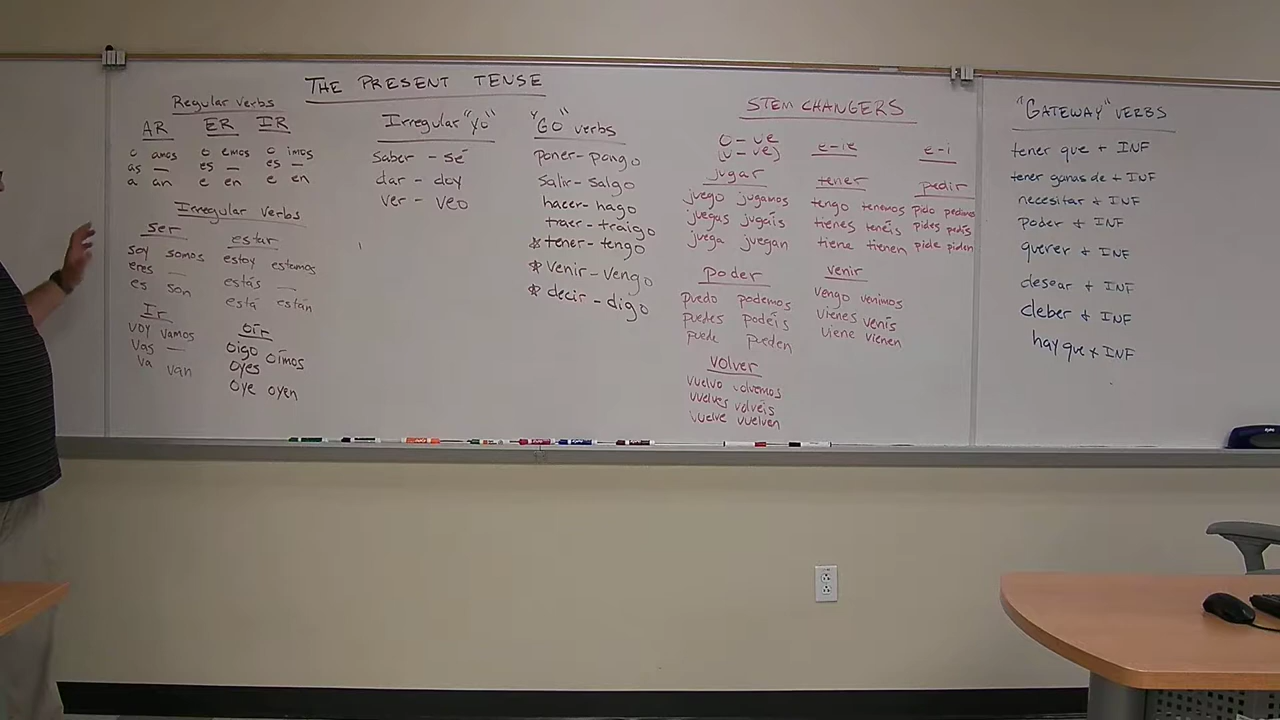 THE PRESENT TENSE
Regular verbs
AR ER IR
o amos o emos o imos
as — es — es —
a an e en e en
Irregular verbs
ser
soy somos
eres —
es son
estar
estoy estamos
estás —
está están
Ir
voy vamos
vas —
va van
oír
oigo oímos
oyes
oye oyen
Irregular "yo"
saber - sé
dar - doy
ver - veo
"GO" verbs
poner - pongo
salir - salgo
hacer - hago
traer - traigo
* tener - tengo
* venir - vengo
* decir - digo
STEM CHANGERS
o - ue
(u - ue)
jugar
juego jugamos
juegas jugáis
juega juegan
poder
puedo podemos
puedes podéis
puede pueden
volver
vuelvo volvemos
vuelves volvéis
vuelve vuelven
e-ie
tener
tengo tenemos
tienes tenéis
tiene tienen
venir
vengo venimos
vienes venís
viene vienen
e-i
pedir
pido pedimos
pides pedís
pide piden
"GATEWAY" VERBS
tener que + INF
tener ganas de + INF
necesitar + INF
poder + INF
querer + INF
desear + INF
deber + INF
hay que + INF